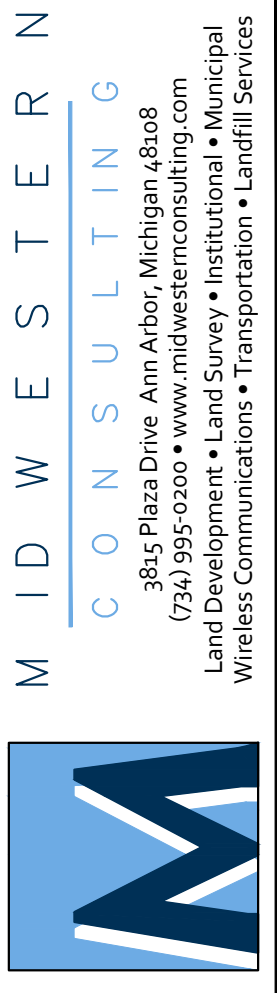 M I D W E S T E R N
C O N S U L T I N G
3815 Plaza Drive Ann Arbor, Michigan 48108
(734) 995-0200 • www.midwesternconsulting.com
Land Development • Land Survey • Institutional • Municipal
Wireless Communications • Transportation • Landfill Services